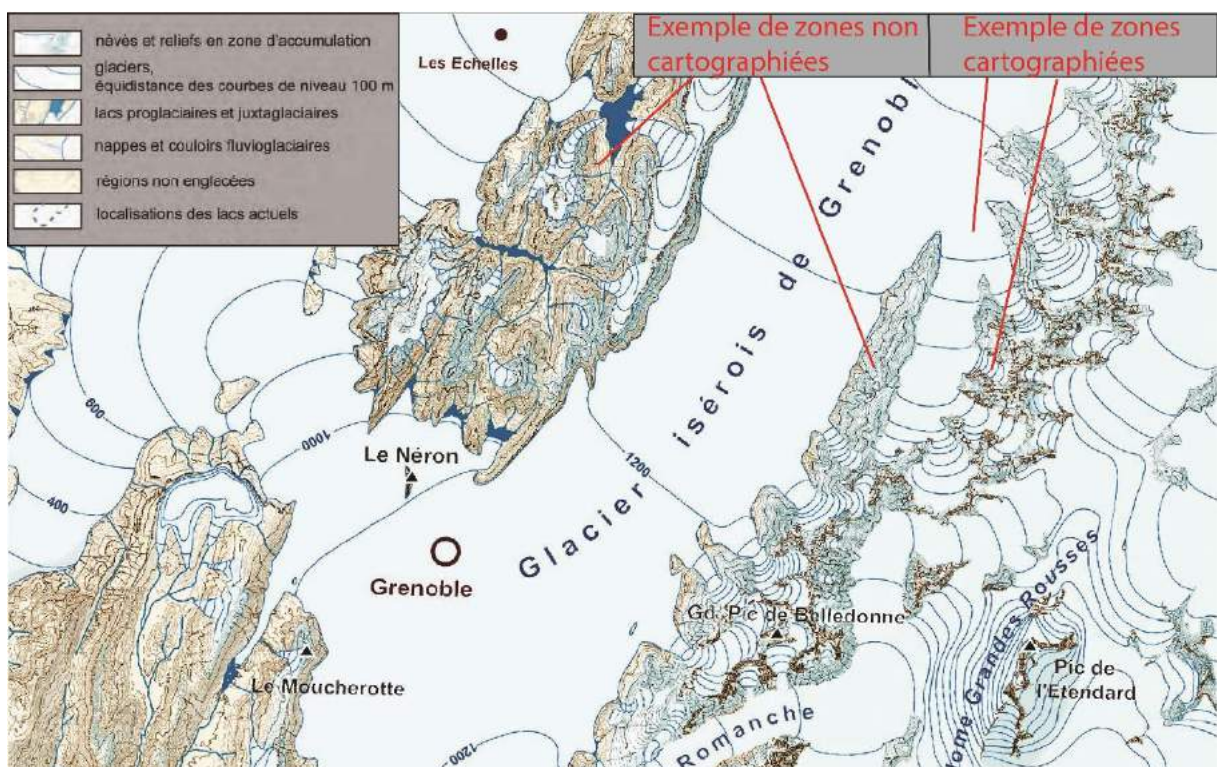 névés et reliefs en zone d'accumulation
glaciers,
équidistance des courbes de niveau 100 m
lacs proglaciaires et juxtaglaciaires
nappes et couloirs fluvioglaciaires
régions non englacées
localisations des lacs actuels
Les Echelles
Exemple de zones non
cartographiées
Exemple de zones
cartographiées
Glacier isérois de Grenobl
600
1000
400
1200
Le Néron
Grenoble
Gd. Pic de Belledonne
Le Moucherotte
Grandes Rousses
Pic de
l'Etendard
Romanche
1200